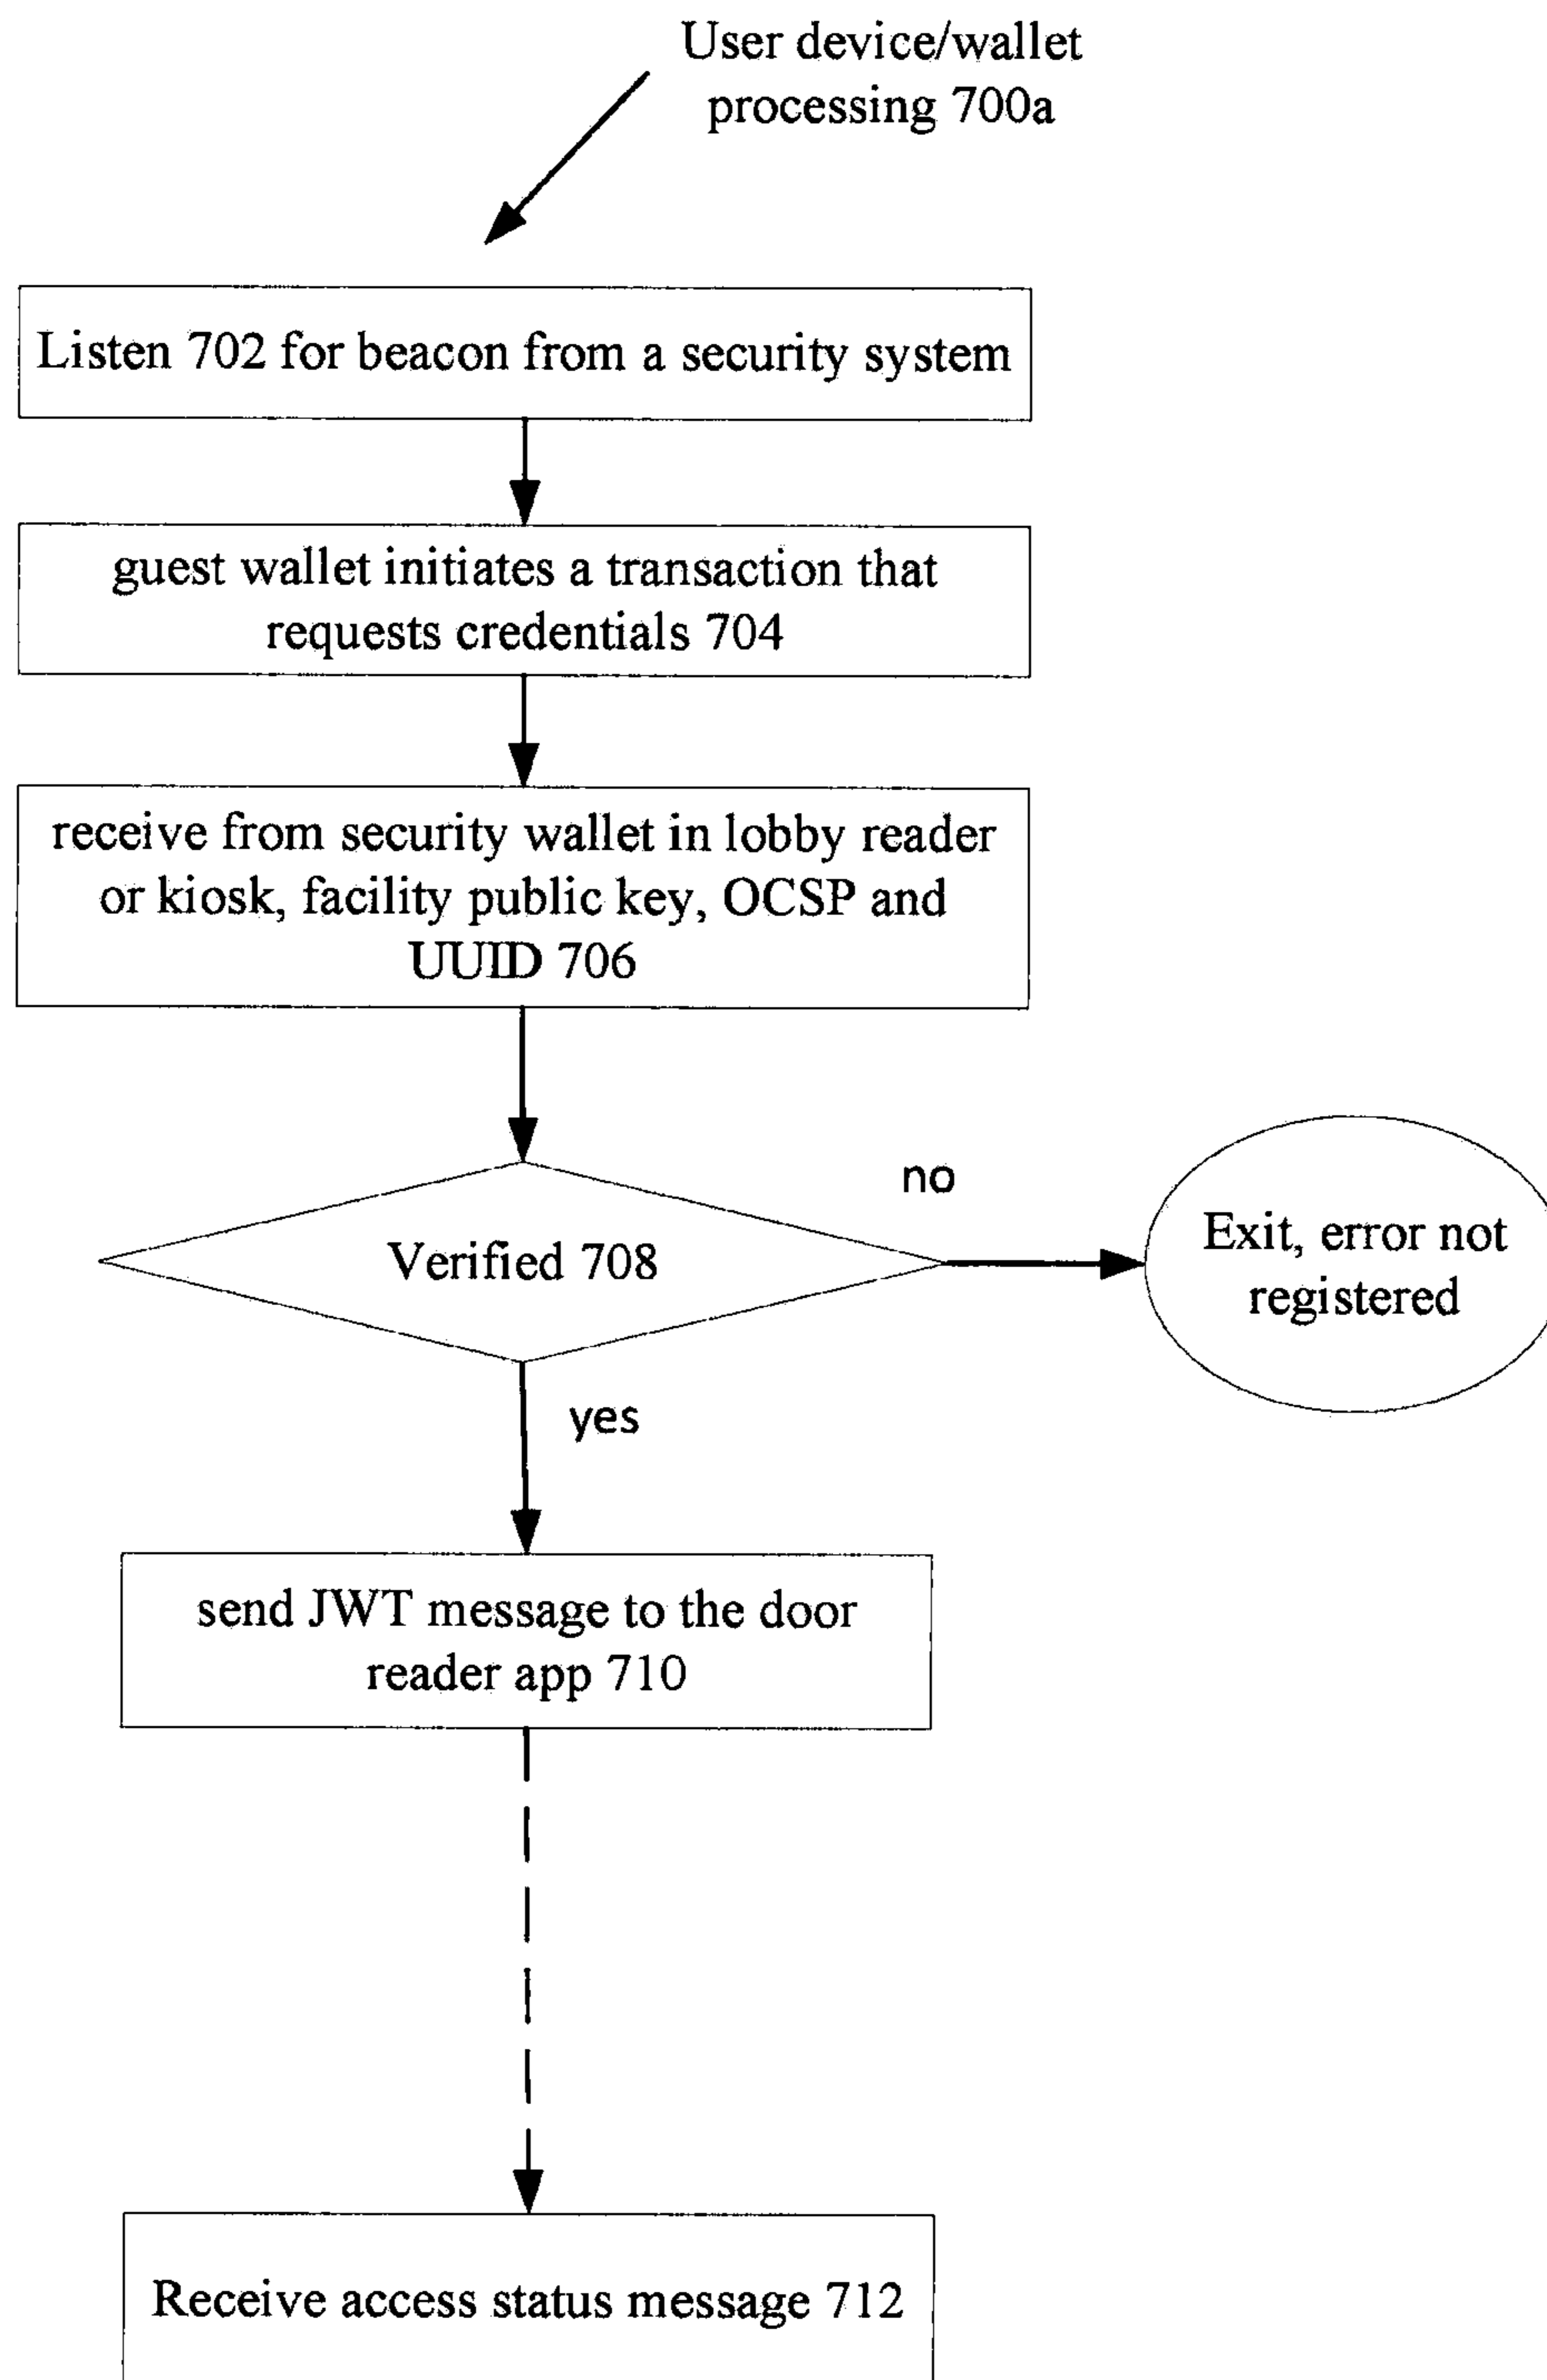 User device/wallet
processing 700a
Listen 702 for beacon from a security system
guest wallet initiates a transaction that
requests credentials 704
receive from security wallet in lobby reader
or kiosk, facility public key, OCSP and
UUID 706
no
Verified 708
Exit, error not
registered
yes
send JWT message to the door
reader app 710
Receive access status message 712